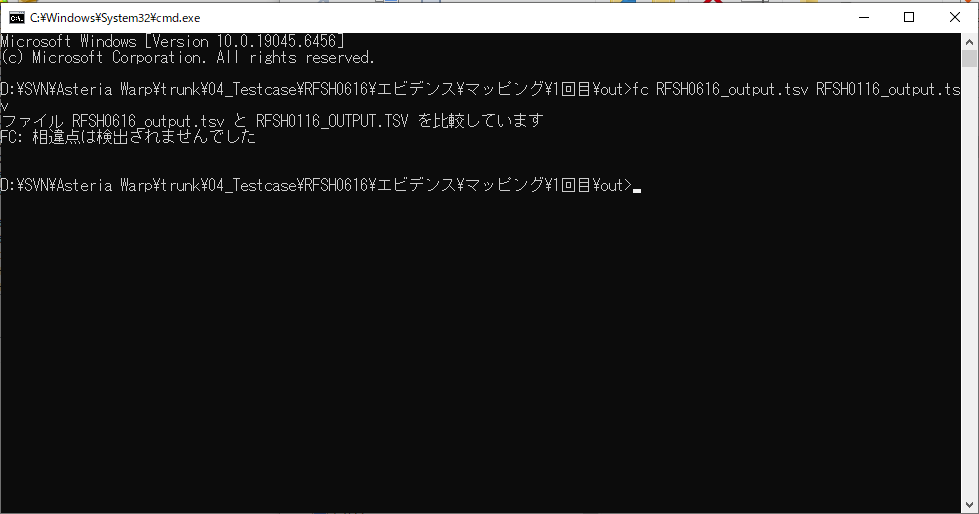 C:¥Windows¥System32¥cmd.exe
Microsoft Windows [Version 10.0.19045.6456]
(c) Microsoft Corporation. All rights reserved.
D:¥SVN¥Asteria Warp¥trunk¥04_Testcase¥RFSH0616¥エビデンス¥マッピング¥1回目¥out>fc RFSH0616_output.tsv RFSH0116_output.ts
v
ファイル RFSH0616_output.tsv と RFSH0116_OUTPUT.TSV を比較しています
FC: 相違点は検出されませんでした
D:¥SVN¥Asteria Warp¥trunk¥04_Testcase¥RFSH0616¥エビデンス¥マッピング¥1回目¥out>